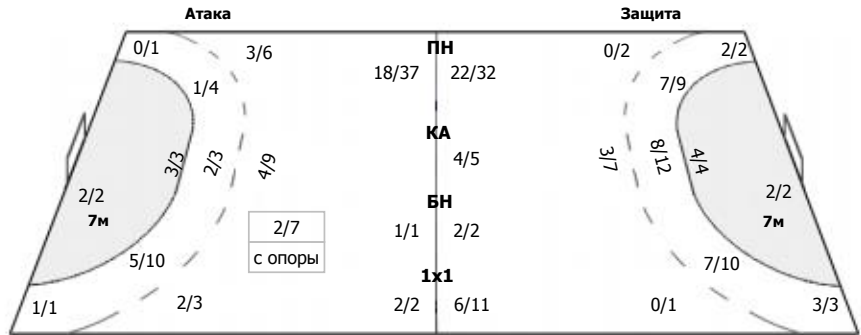 Атака Защита
0/1 3/6 ПН 0/2 2/2
18/37 22/32
1/4 7/9
КА
3/3 2/3 4/9 4/5 3/7 8/12 4/4
2/2 2/2
7м БН 7м
2/7 1/1 2/2
с опоры
5/10 7/10
1x1
1/1 2/3 2/2 6/11 0/1 3/3